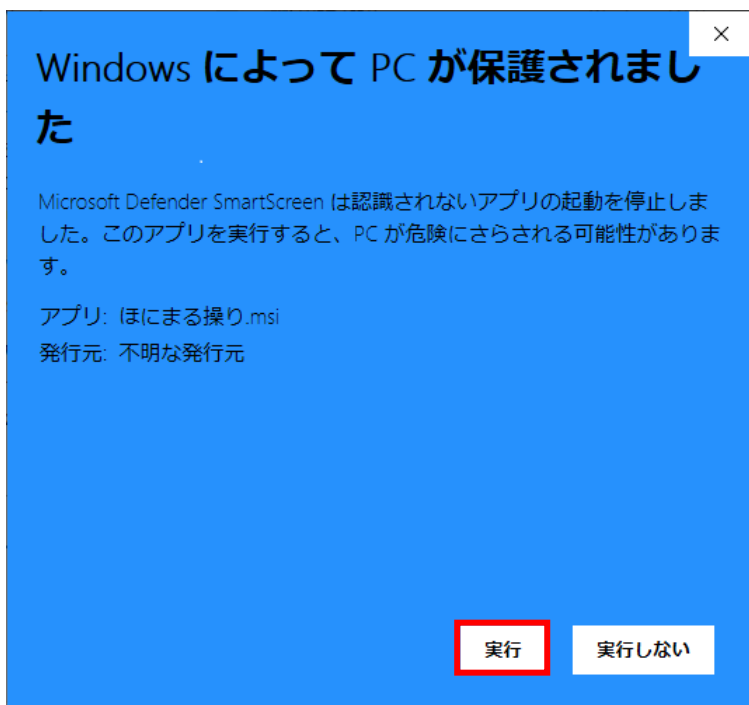 Windows によって PC が保護されまし
た
Microsoft Defender SmartScreen は認識されないアプリの起動を停止しま
した。このアプリを実行すると、PC が危険にさらされる可能性がありま
す。
アプリ: ほにまる操り.msi
発行元: 不明な発行元
実行
実行しない